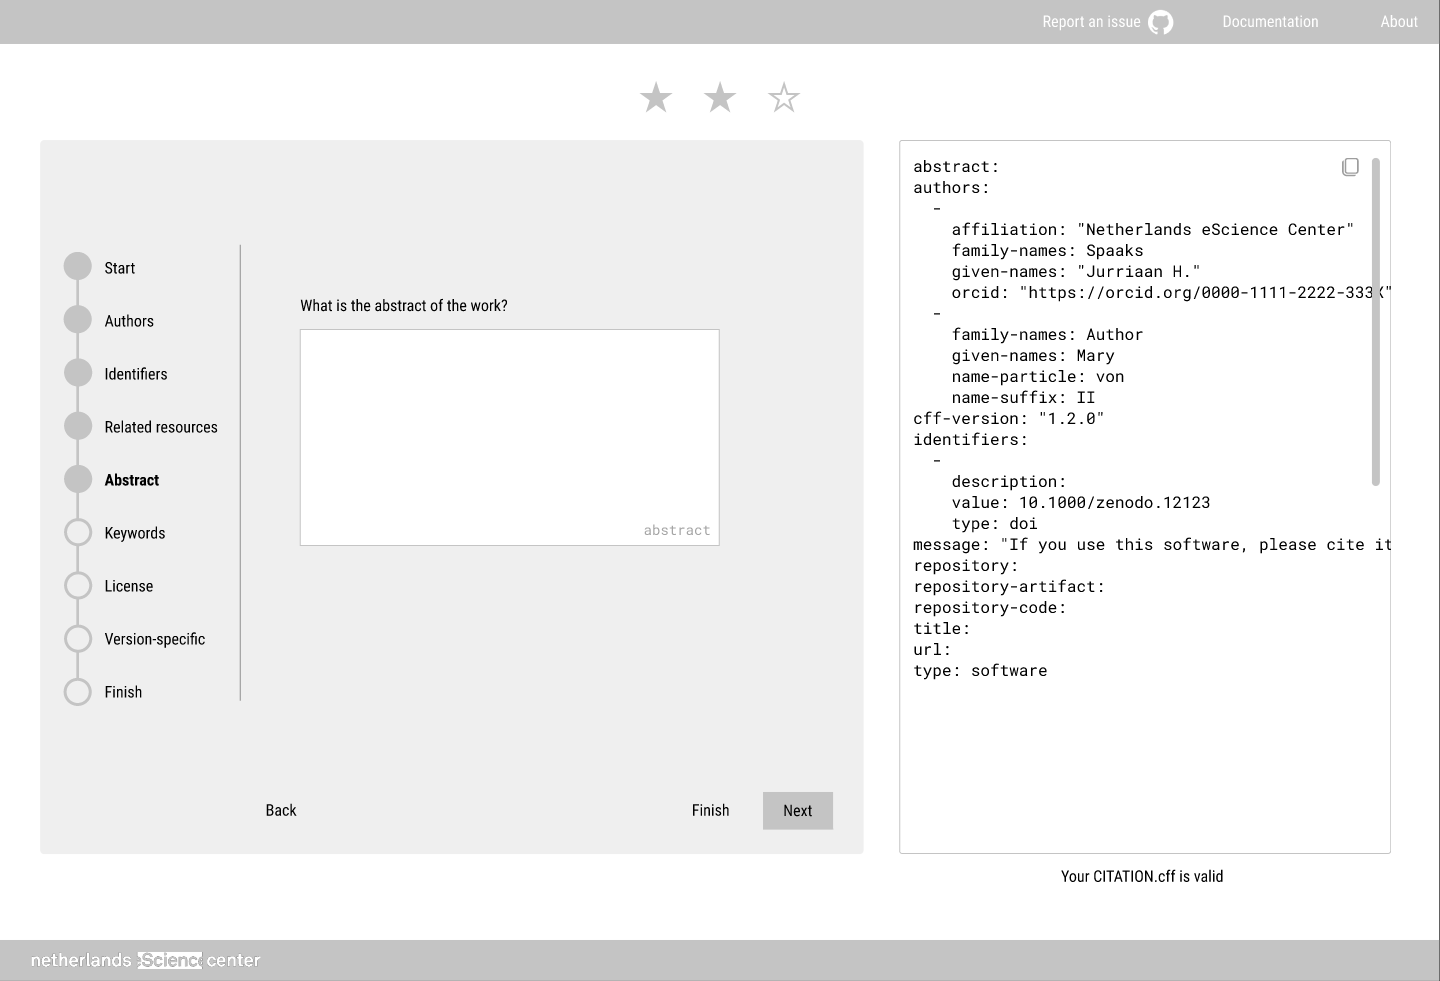 Report an issue
Documentation
About
Start
Authors
Identifiers
Related resources
Abstract
Keywords
License
Version-specific
Finish
What is the abstract of the work?
abstract
Back
Finish
Next
abstract:
authors:
  -
    affiliation: "Netherlands eScience Center"
    family-names: Spaaks
    given-names: "Jurriaan H."
    orcid: "https://orcid.org/0000-1111-2222-333X"
  -
    family-names: Author
    given-names: Mary
    name-particle: von
    name-suffix: II
cff-version: "1.2.0"
identifiers:
  -
    description:
    value: 10.1000/zenodo.12123
    type: doi
message: "If you use this software, please cite it
repository:
repository-artifact:
repository-code:
title:
url:
type: software
Your CITATION.cff is valid
netherlands eScience center